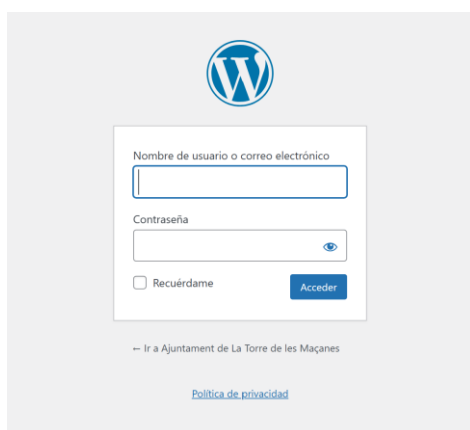 Nombre de usuario o correo electrónico
Contraseña
Recuérdame
Acceder
← Ir a Ajuntament de La Torre de les Maçanes
Política de privacidad